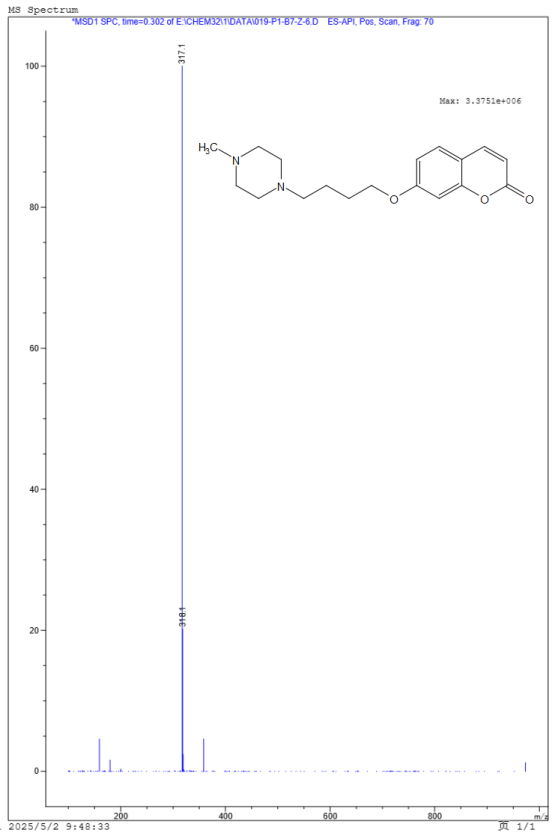 MS Spectrum
*MSD1 SPC, time=0.302 of E:\CHEM32\1\DATA\019-P1-B7-Z-6.D ES-API, Pos, Scan, Frag: 70
317.1
100
Max: 3.3751e+006
H3C
N
N
O
O
O
80
60
40
318.1
20
0
200
400
600
800
m/z
2025/5/2 9:48:33
页 1/1